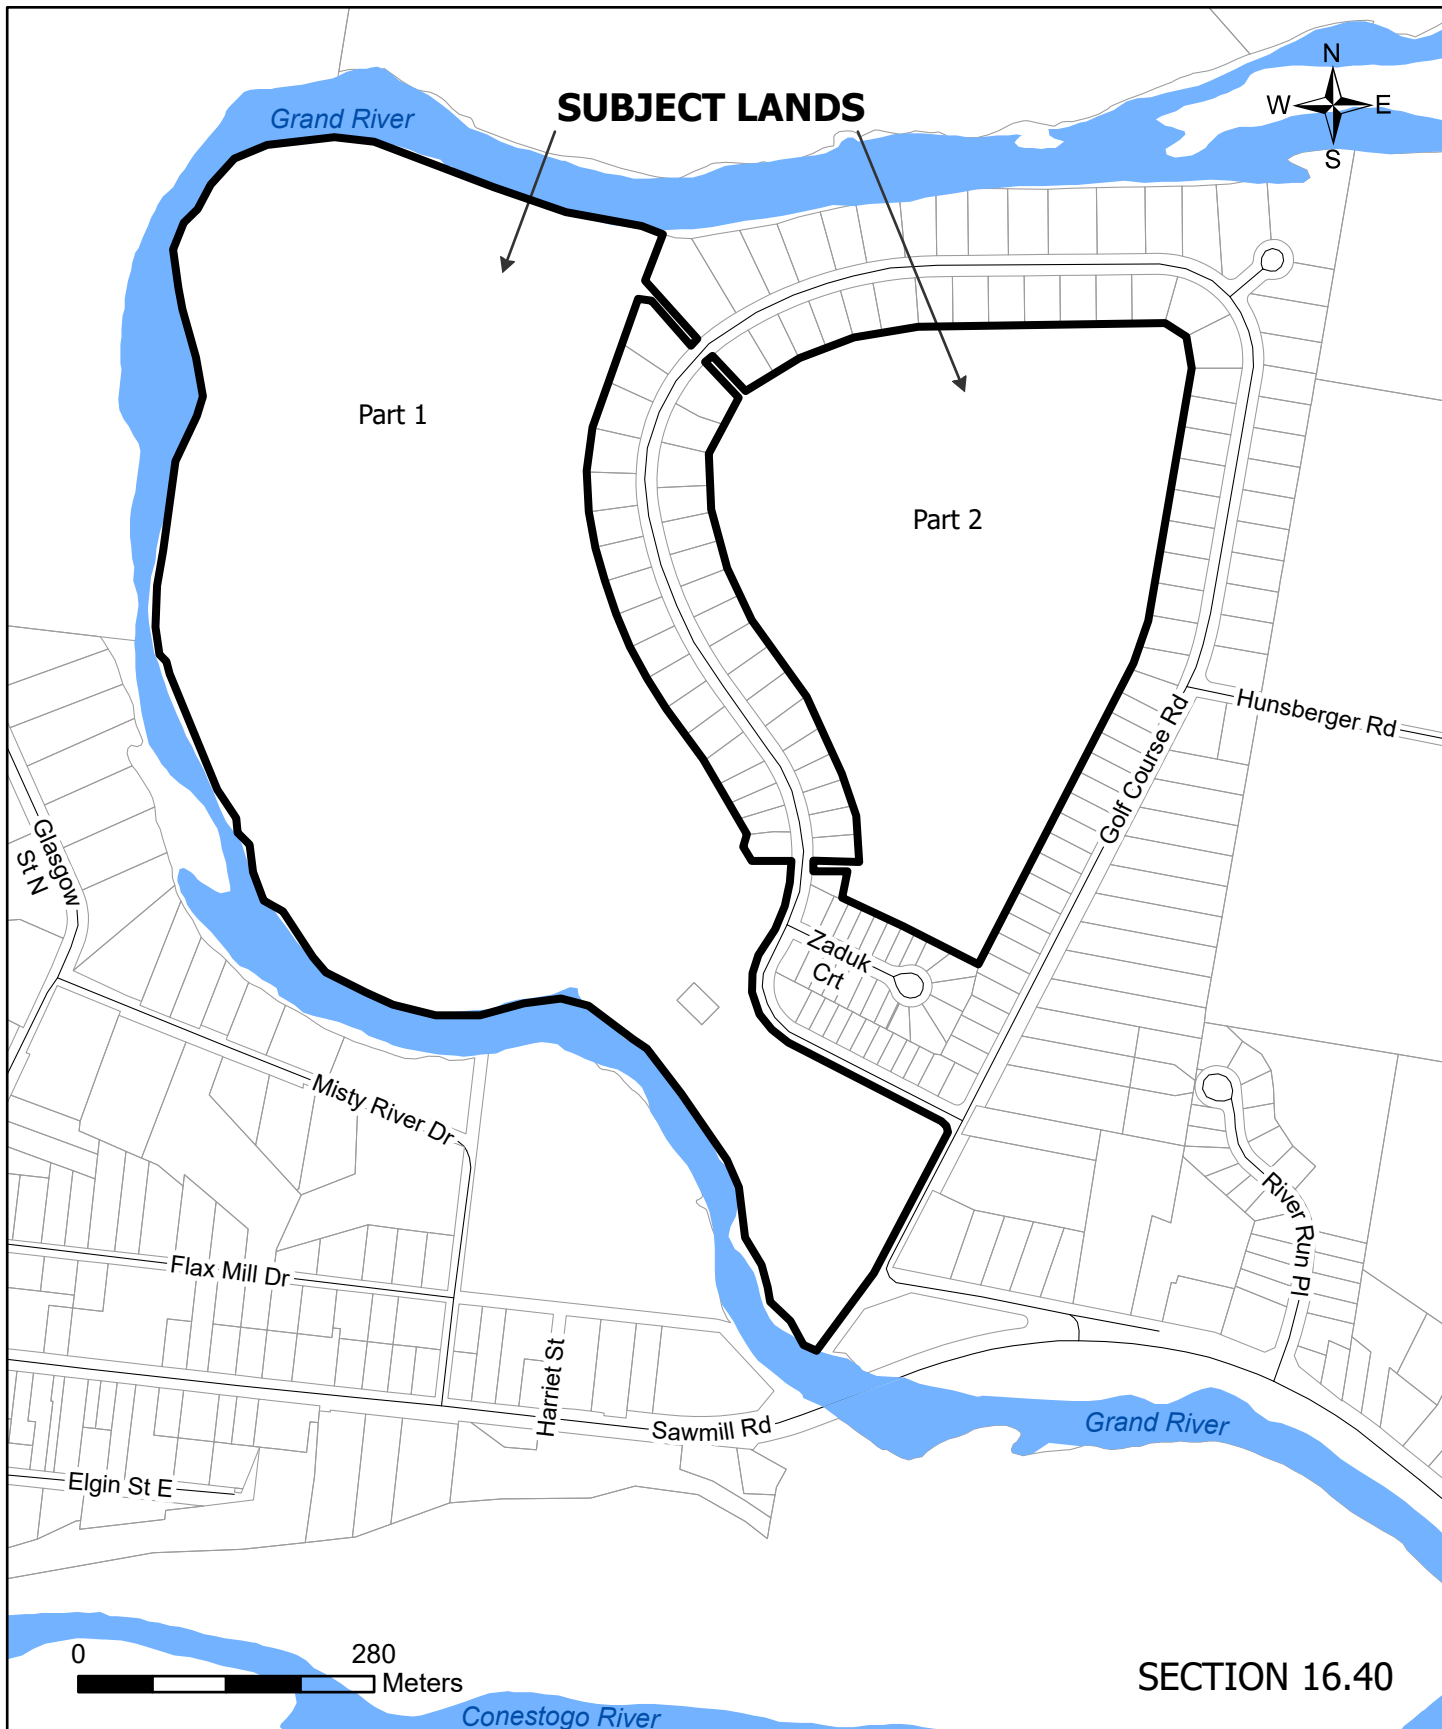 N
W E
S
SUBJECT LANDS
Grand River
Part 1
Part 2
Hunsberger Rd
Golf Course Rd
Glasgow
St N
Zaduk
Crt
Misty River Dr
River Run Pl
Flax Mill Dr
Harriet St
Sawmill Rd
Grand River
Elgin St E
0 280
Meters
SECTION 16.40
Conestogo River